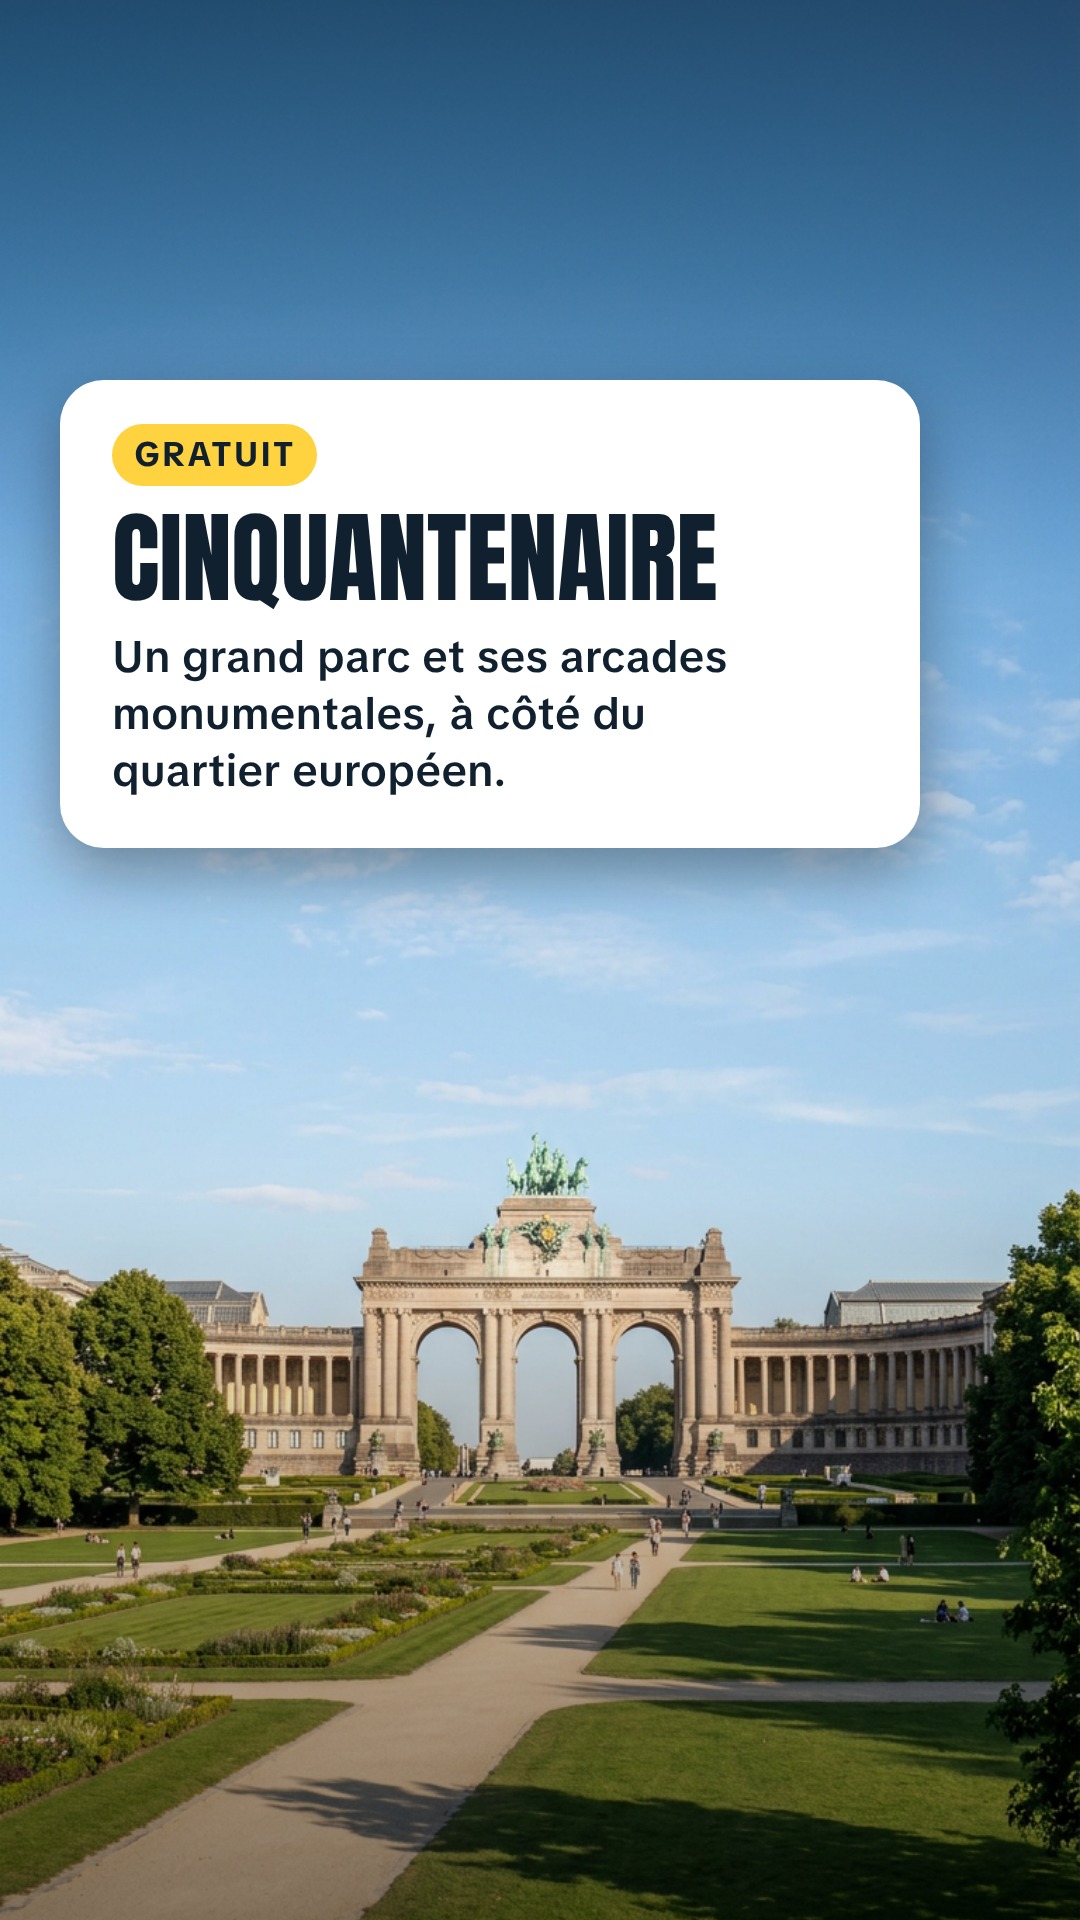 GRATUIT
CINQUANTENAIRE
Un grand parc et ses arcades
monumentales, à côté du
quartier européen.